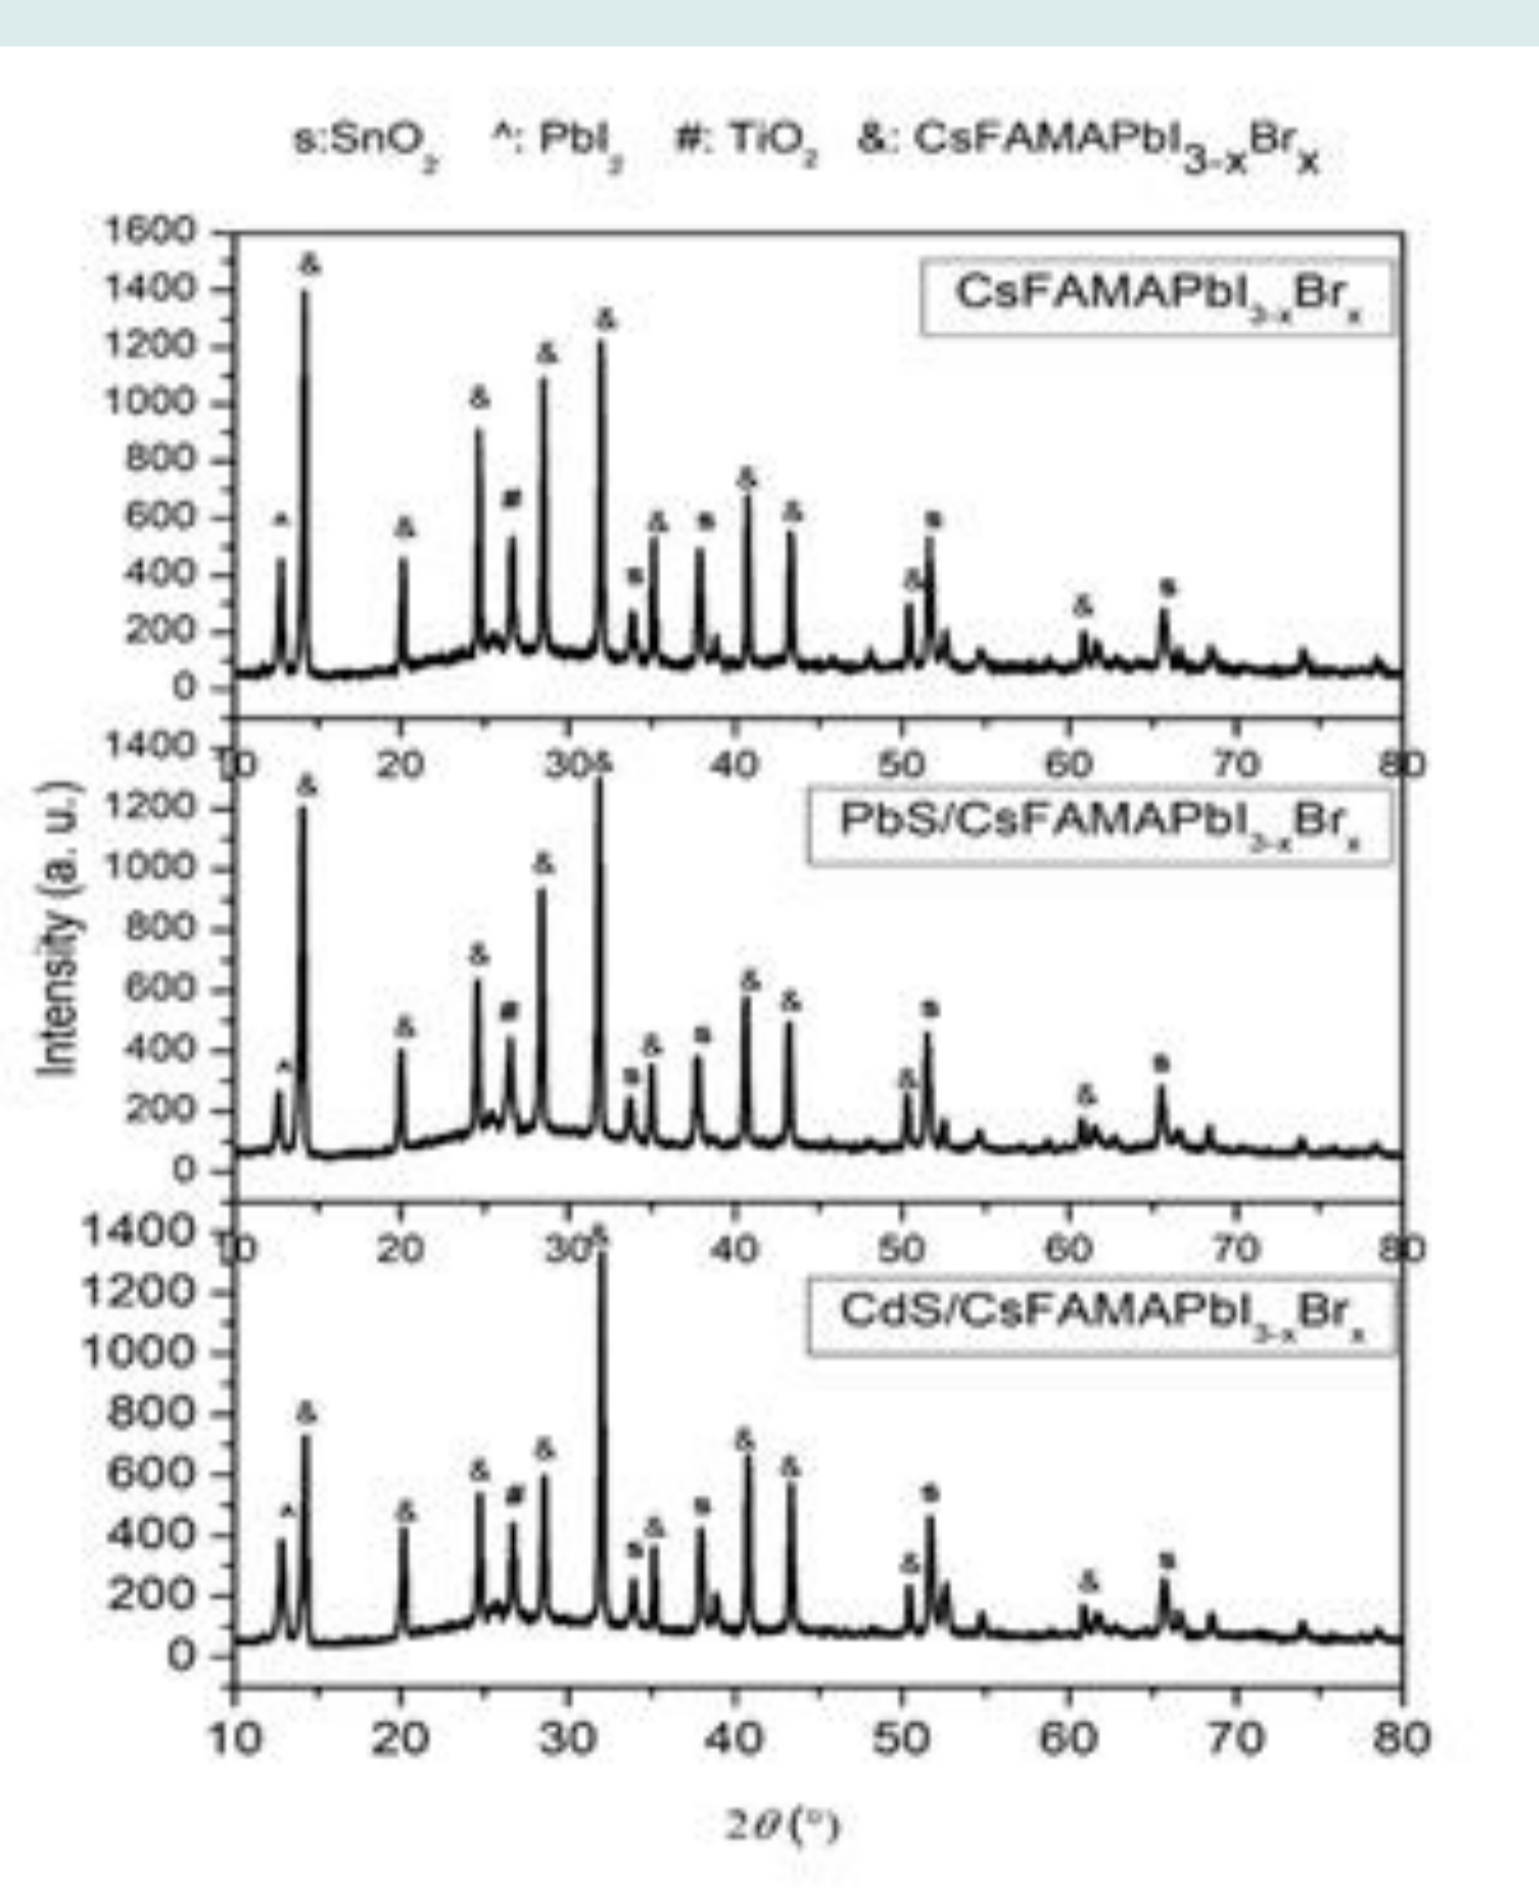 s:SnO₂ ^: PbI₂ #: TiO₂ &: CsFAMAPbI₃₋ₓBrₓ
1600
1400
1200
1000
800
600
400
200
0
& & & & & & & & & & &
^ # s s s s
CsFAMAPbI₃₋ₓBrₓ
10 20 30 40 50 60 70 80
Intensity (a. u.)
1400
1200
1000
800
600
400
200
0
& & & & & & & & & & &
^ # s s s s
PbS/CsFAMAPbI₃₋ₓBrₓ
10 20 30 40 50 60 70 80
1400
1200
1000
800
600
400
200
0
& & & & & & & & & & &
^ # s s s s
CdS/CsFAMAPbI₃₋ₓBrₓ
10 20 30 40 50 60 70 80
2θ (°)